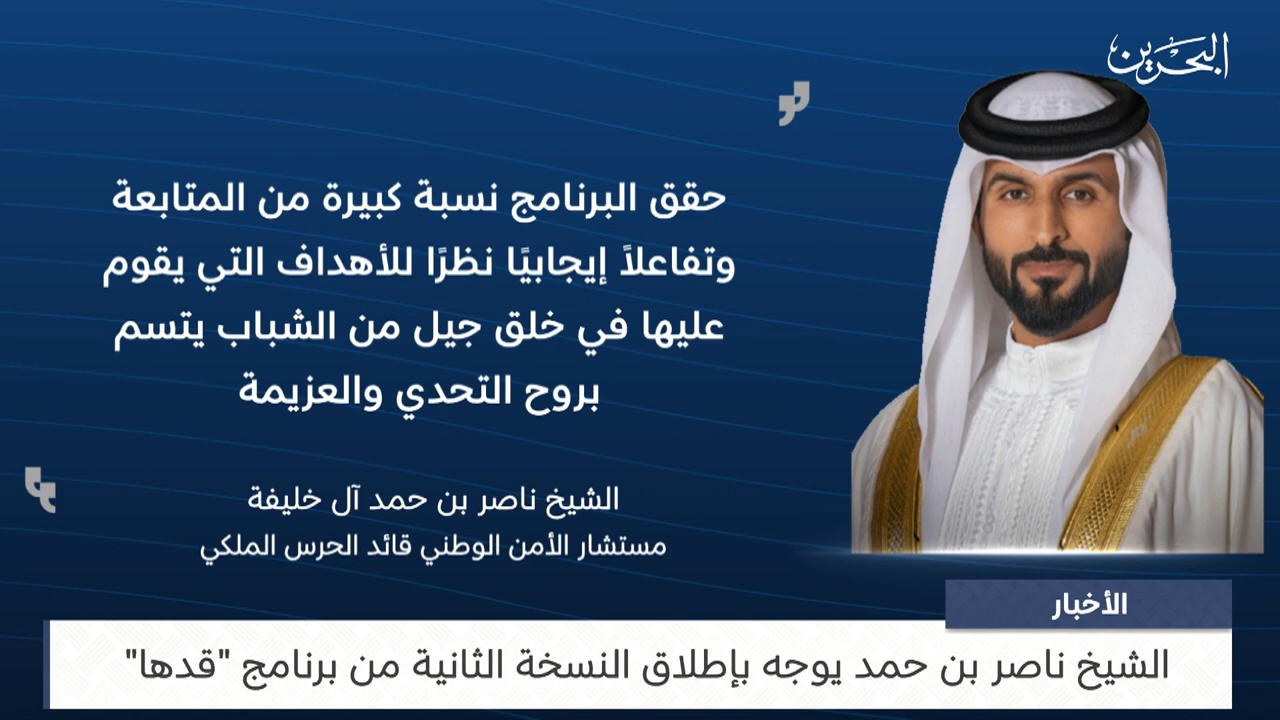 البحرين
حقق البرنامج نسبة كبيرة من المتابعة
وتفاعلاً إيجابيًا نظرًا للأهداف التي يقوم
عليها في خلق جيل من الشباب يتسم
بروح التحدي والعزيمة
الشيخ ناصر بن حمد آل خليفة
مستشار الأمن الوطني قائد الحرس الملكي
الأخبار
الشيخ ناصر بن حمد يوجه بإطلاق النسخة الثانية من برنامج "قدها"